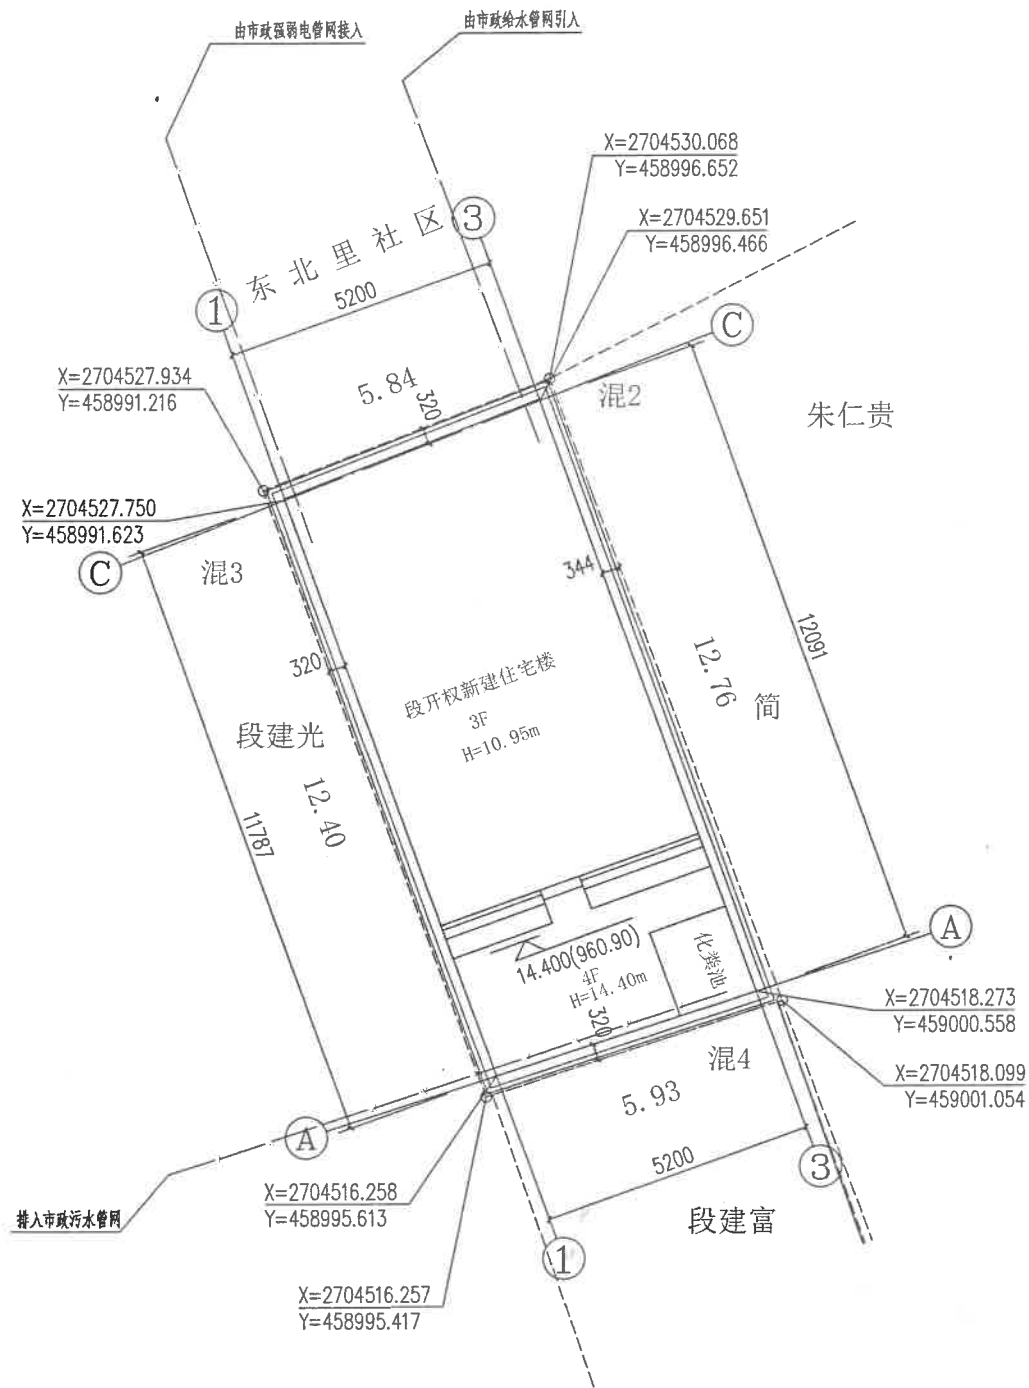 由市政强弱电管网接入
由市政给水管网引入
X=2704530.068
Y=458996.652
X=2704529.651
Y=458996.466
3
东北里社区
5200
1
C
5.84
320
混2
朱仁贵
X=2704527.934
Y=458991.216
X=2704527.750
Y=458991.623
C
混3
344
320
12091
12.76
简
段开权新建住宅楼
3F
H=10.95m
段建光
12.40
11787
A
14.400(960.90)
4F
H=14.40m
化粪池
320
X=2704518.273
Y=459000.558
混4
X=2704518.099
Y=459001.054
5.93
A
5200
3
排入市政污水管网
X=2704516.258
Y=458995.613
段建富
1
X=2704516.257
Y=458995.417